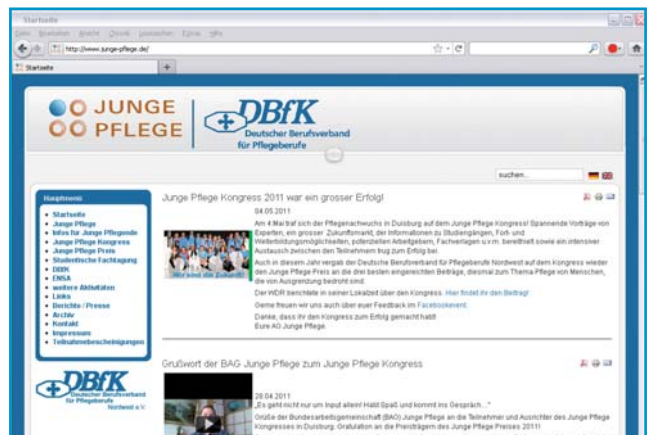 Startseite
Datei Bearbeiten Ansicht Chronik Lesezeichen Extras Hilfe
http://www.junge-pflege.de/
Startseite
JUNGE
PFLEGE
DBfK
Deutscher Berufsverband
für Pflegeberufe
suchen...
Hauptmenü
Startseite
Junge Pflege
Infos für Junge Pflegende
Junge Pflege Kongress
Junge Pflege Preis
Studentische Fachtagung
DBfK
ENSA
weitere Aktivitäten
Links
Berichte / Presse
Archiv
Kontakt
Impressum
Teilnahmebescheinigungen
DBfK
Deutscher Berufsverband
für Pflegeberufe
Nordwest e.V.
Junge Pflege Kongress 2011 war ein grosser Erfolg!
04.05.2011
Am 4.Mai traf sich der Pflegenachwuchs in Duisburg auf dem Junge Pflege Kongress! Spannende Vorträge von
Experten, ein grosser Zukunftsmarkt, der Informationen zu Studiengängen, Fort- und
Weiterbildungsmöglichkeiten, potenziellen Arbeitgebern, Fachverlagen u.v.m. bereithielt sowie ein intensiver
Austausch zwischen den Teilnehmern trug zum Erfolg bei.
Auch in diesem Jahr vergab der Deutsche Berufsverband für Pflegeberufe Nordwest auf dem Kongress wieder
den Junge Pflege Preis an die drei besten eingereichten Beiträge, diesmal zum Thema Pflege von Menschen,
die von Ausgrenzung bedroht sind.
Der WDR berichtete in seiner Lokalzeit über den Kongress. Hier findet ihr den Beitrag!
Gerne freuen wir uns auch über euer Feedback im Facebookevent.
Danke, dass ihr den Kongress zum Erfolg gemacht habt!
Eure AG Junge Pflege.
Wir sind die Zukunft!
Grußwort der BAG Junge Pflege zum Junge Pflege Kongress
28.04.2011
„Es geht nicht nur um Input allein! Habt Spaß und kommt ins Gespräch..."
Grüße der Bundesarbeitsgemeinschaft (BAG) Junge Pflege an die Teilnehmer und Ausrichter des Junge Pflege
Kongresses in Duisburg. Gratulation an die Preisträgern des Junge Pflege Preises 2011!